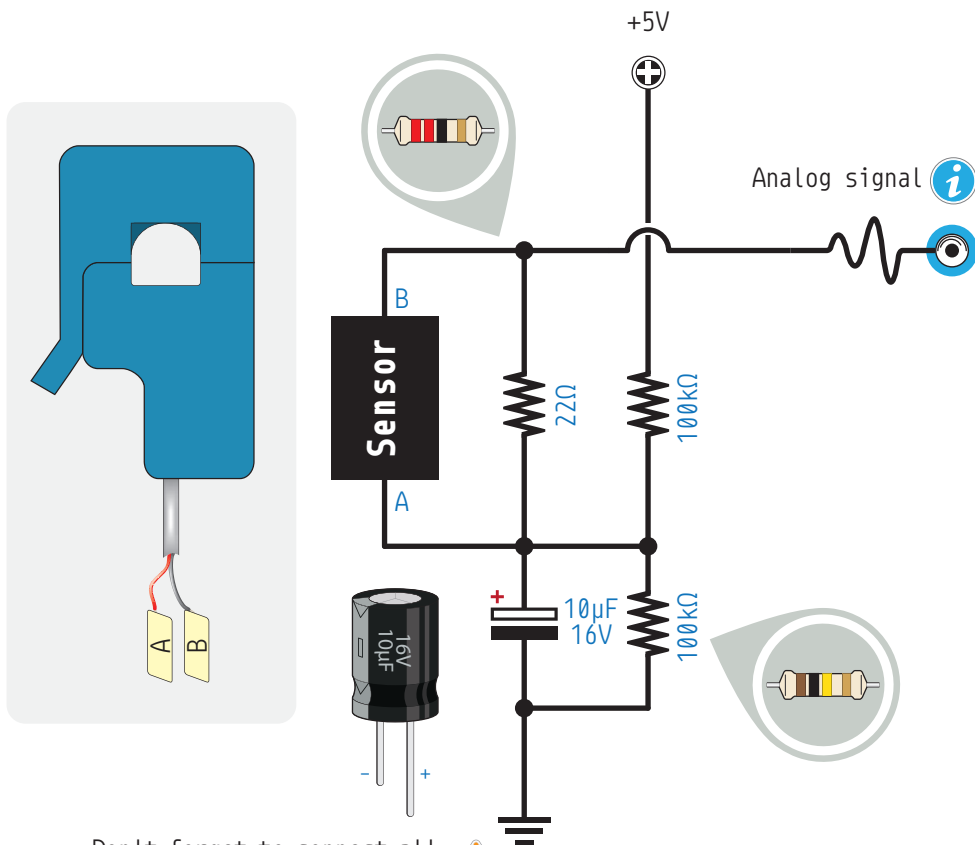 +5V
Analog signal
i
B
Sensor
22Ω
100kΩ
A
+
10μF
16V
100kΩ
16V
10μF
A
B
-
+